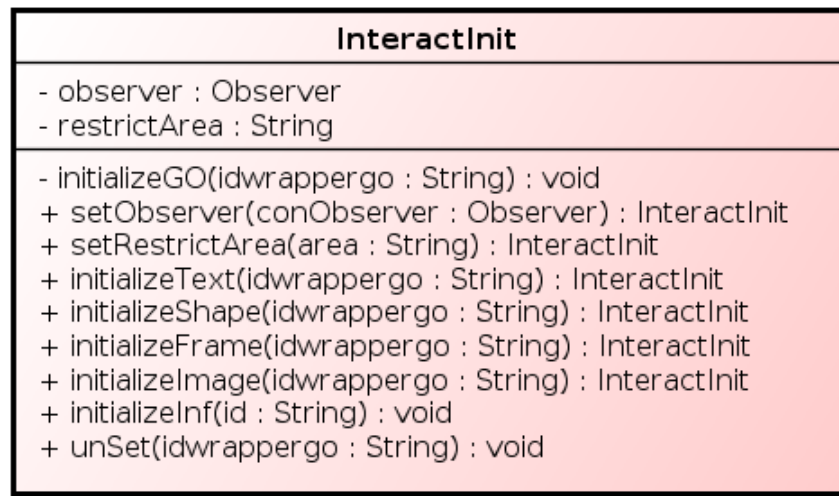 InteractInit
- observer : Observer
- restrictArea : String
- initializeGO(idwrappergo : String) : void
+ setObserver(conObserver : Observer) : InteractInit
+ setRestrictArea(area : String) : InteractInit
+ initializeText(idwrappergo : String) : InteractInit
+ initializeShape(idwrappergo : String) : InteractInit
+ initializeFrame(idwrappergo : String) : InteractInit
+ initializeImage(idwrappergo : String) : InteractInit
+ initializeInf(id : String) : void
+ unSet(idwrappergo : String) : void